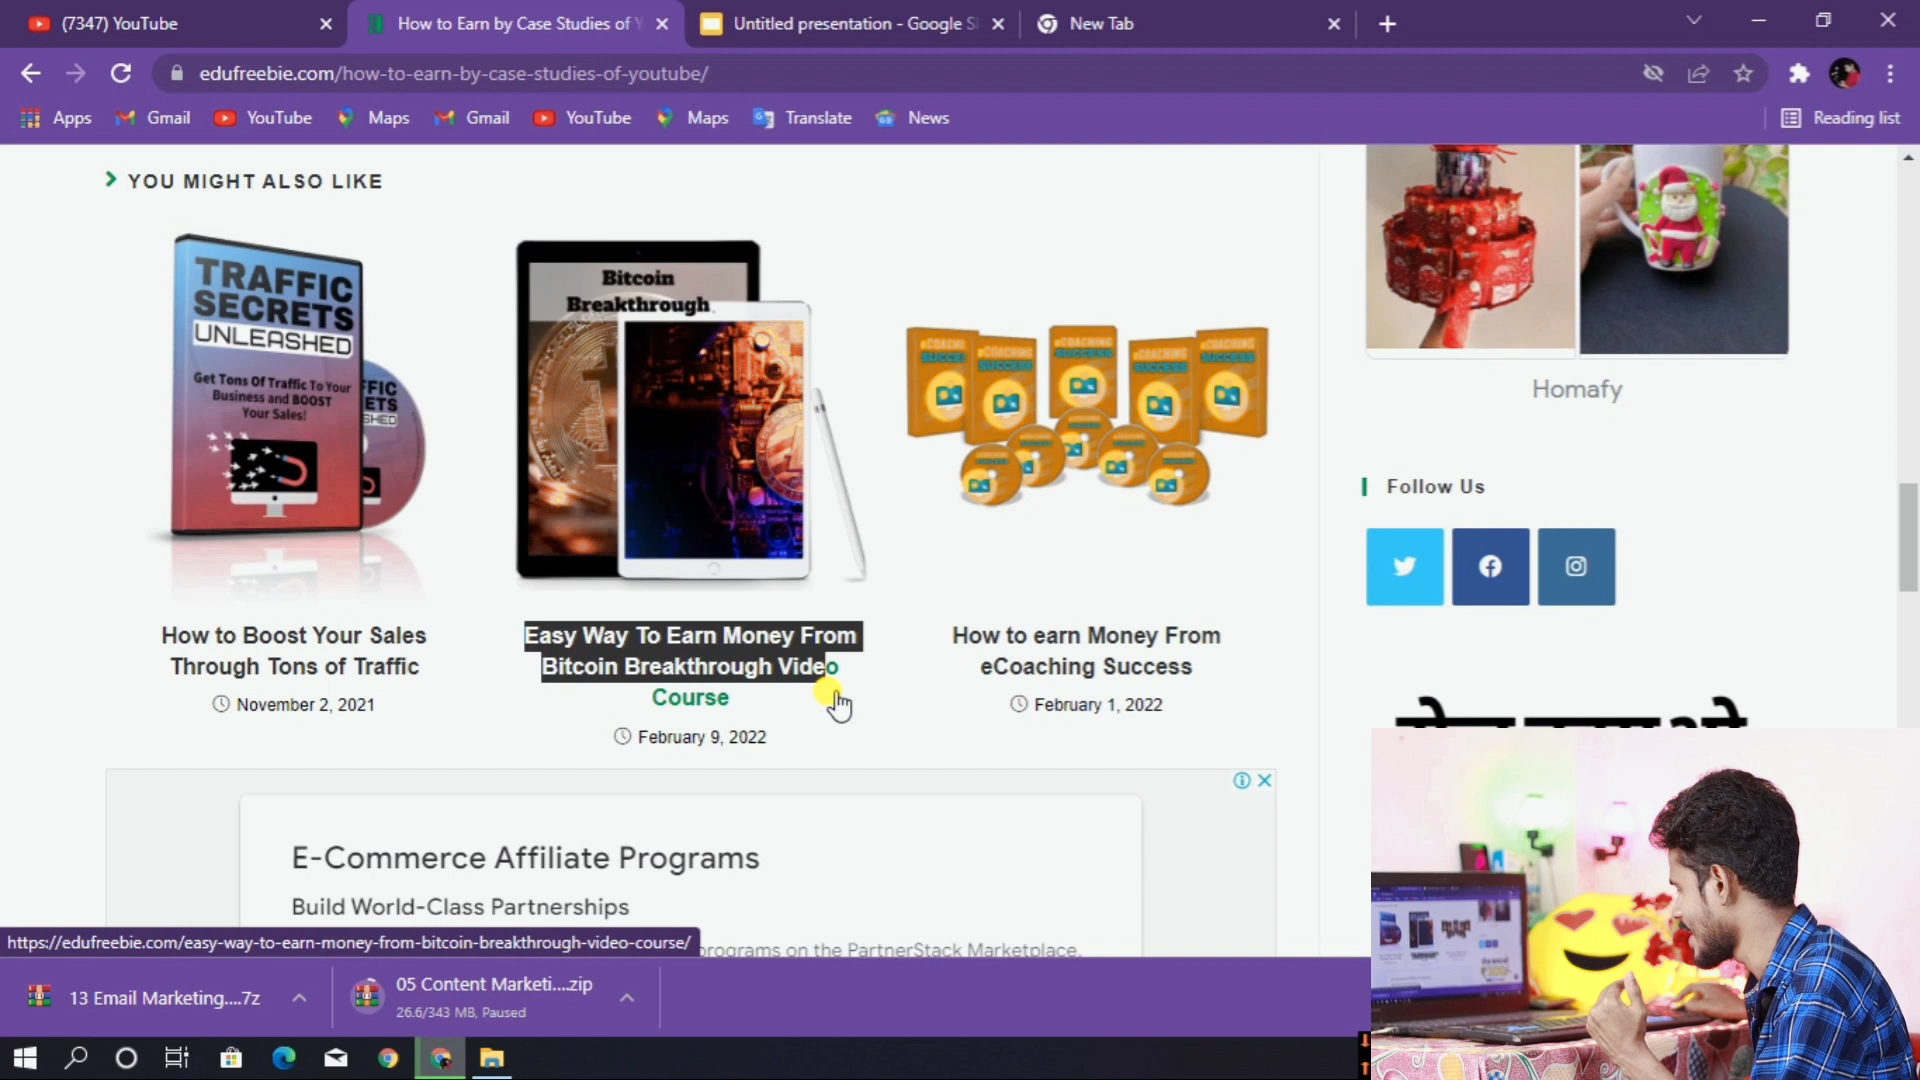 (7347) YouTube
How to Earn by Case Studies of Y
Untitled presentation - Google Sl
New Tab
edufreebie.com/how-to-earn-by-case-studies-of-youtube/
Apps
Gmail
YouTube
Maps
Gmail
YouTube
Maps
Translate
News
Reading list
YOU MIGHT ALSO LIKE
TRAFFIC
SECRETS
UNLEASHED
Get Tons Of Traffic To Your
Business and BOOST
Your Sales!
Bitcoin
Breakthrough
eCOACHING
SUCCESS
How to Boost Your Sales
Through Tons of Traffic
November 2, 2021
Easy Way To Earn Money From
Bitcoin Breakthrough Video
Course
February 9, 2022
How to earn Money From
eCoaching Success
February 1, 2022
Homafy
Follow Us
E-Commerce Affiliate Programs
Build World-Class Partnerships
programs on the PartnerStack Marketplace.
https://edufreebie.com/easy-way-to-earn-money-from-bitcoin-breakthrough-video-course/
13 Email Marketing....7z
05 Content Marketi....zip
26.6/343 MB, Paused